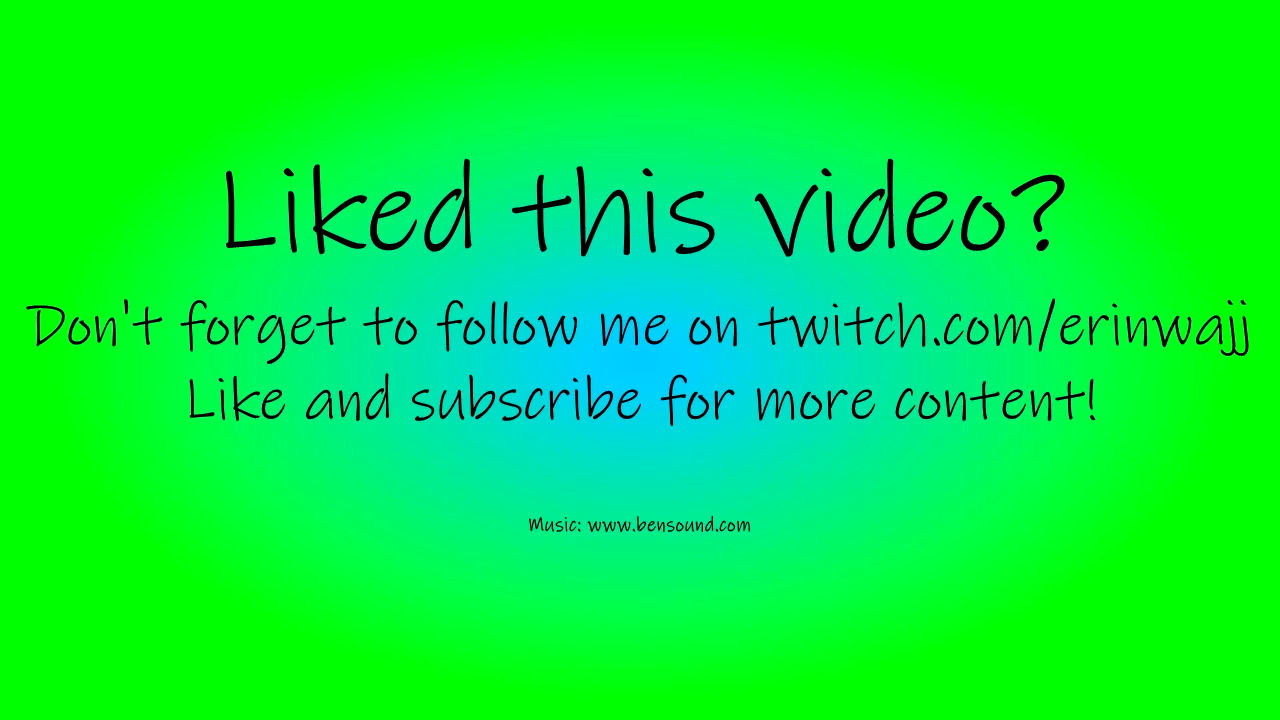 Liked this video?
Don't forget to follow me on twitch.com/erinwajj
Like and subscribe for more content!
Music: www.bensound.com